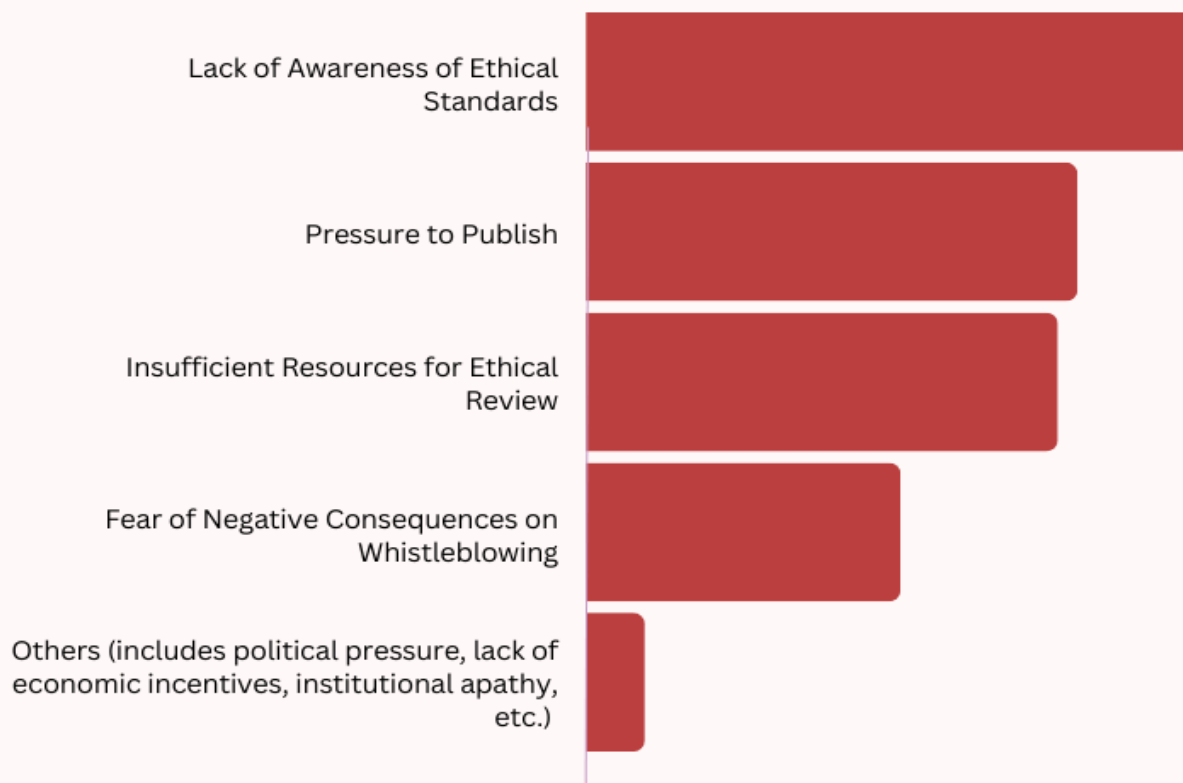 Lack of Awareness of Ethical
Standards
Pressure to Publish
Insufficient Resources for Ethical
Review
Fear of Negative Consequences on
Whistleblowing
Others (includes political pressure, lack of
economic incentives, institutional apathy,
etc.)